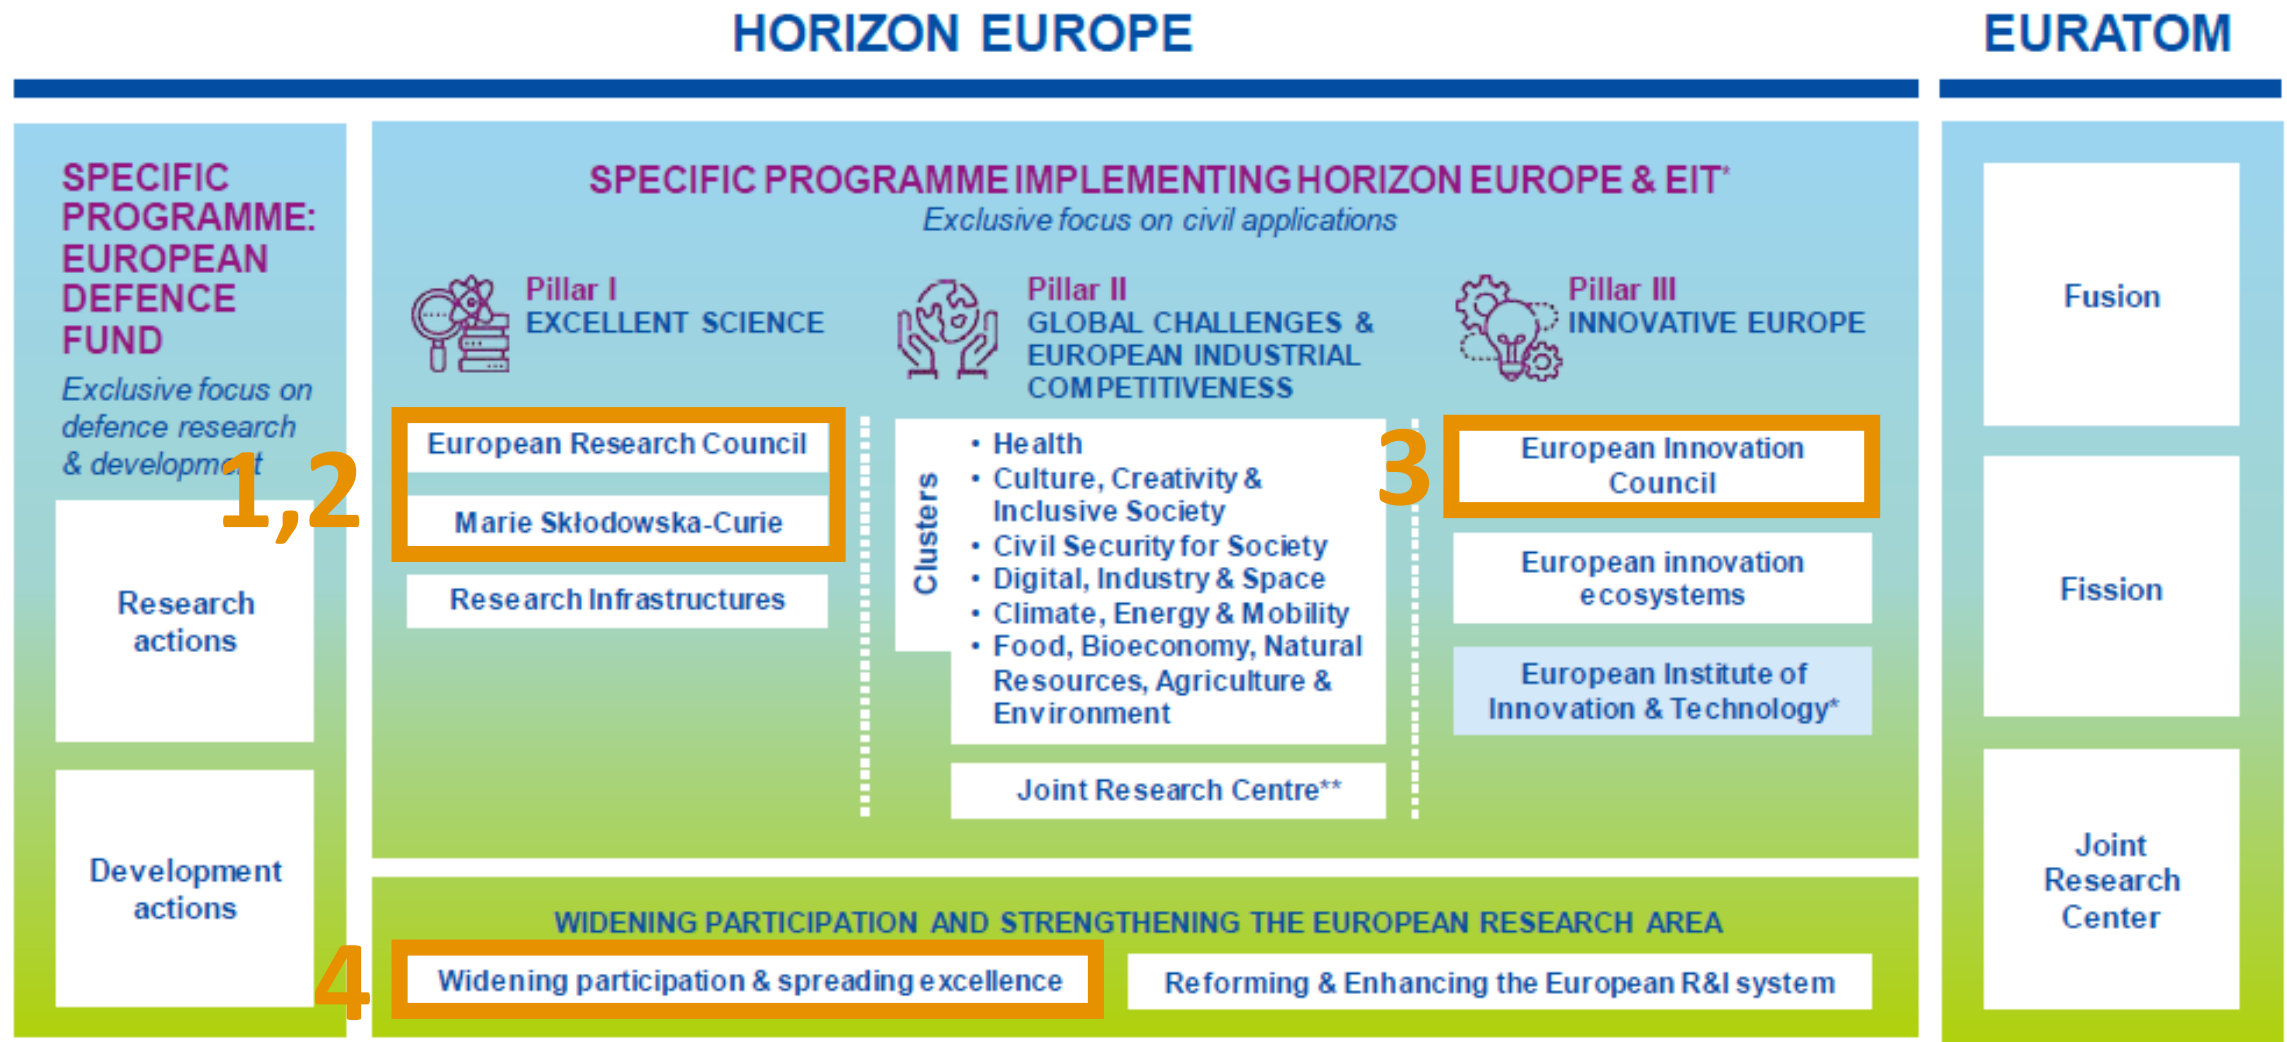 HORIZON EUROPE
EURATOM
SPECIFIC
PROGRAMME:
EUROPEAN
DEFENCE
FUND
Exclusive focus on
defence research
& development
Research
actions
Development
actions
SPECIFIC PROGRAMME IMPLEMENTING HORIZON EUROPE & EIT*
Exclusive focus on civil applications
Pillar I
EXCELLENT SCIENCE
1,2
European Research Council
Marie Skłodowska-Curie
Research Infrastructures
Pillar II
GLOBAL CHALLENGES &
EUROPEAN INDUSTRIAL
COMPETITIVENESS
Clusters
• Health
• Culture, Creativity &
Inclusive Society
• Civil Security for Society
• Digital, Industry & Space
• Climate, Energy & Mobility
• Food, Bioeconomy, Natural
Resources, Agriculture &
Environment
Joint Research Centre**
Pillar III
INNOVATIVE EUROPE
3
European Innovation
Council
European innovation
ecosystems
European Institute of
Innovation & Technology*
WIDENING PARTICIPATION AND STRENGTHENING THE EUROPEAN RESEARCH AREA
4
Widening participation & spreading excellence
Reforming & Enhancing the European R&I system
Fusion
Fission
Joint
Research
Center